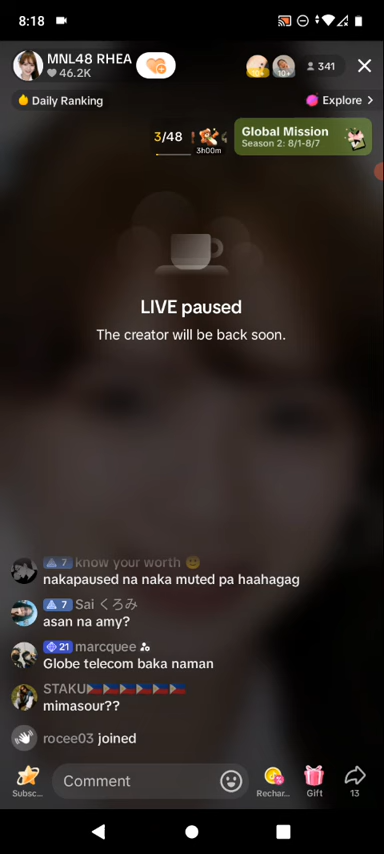 8:18
MNL48 RHEA
46.2K
10+
341
Daily Ranking
Explore >
3/48
3h00m
Global Mission
Season 2: 8/1-8/7
LIVE paused
The creator will be back soon.
7 know your worth 🙂
nakapaused na naka muted pa haahagag
7 Sai くろみ
asan na amy?
21 marcquee
Globe telecom baka naman
STAKU🇵🇭🇵🇭🇵🇭🇵🇭🇵🇭🇵🇭
mimasour??
rocee03 joined
Subsc...
Comment
Rechar...
Gift
13